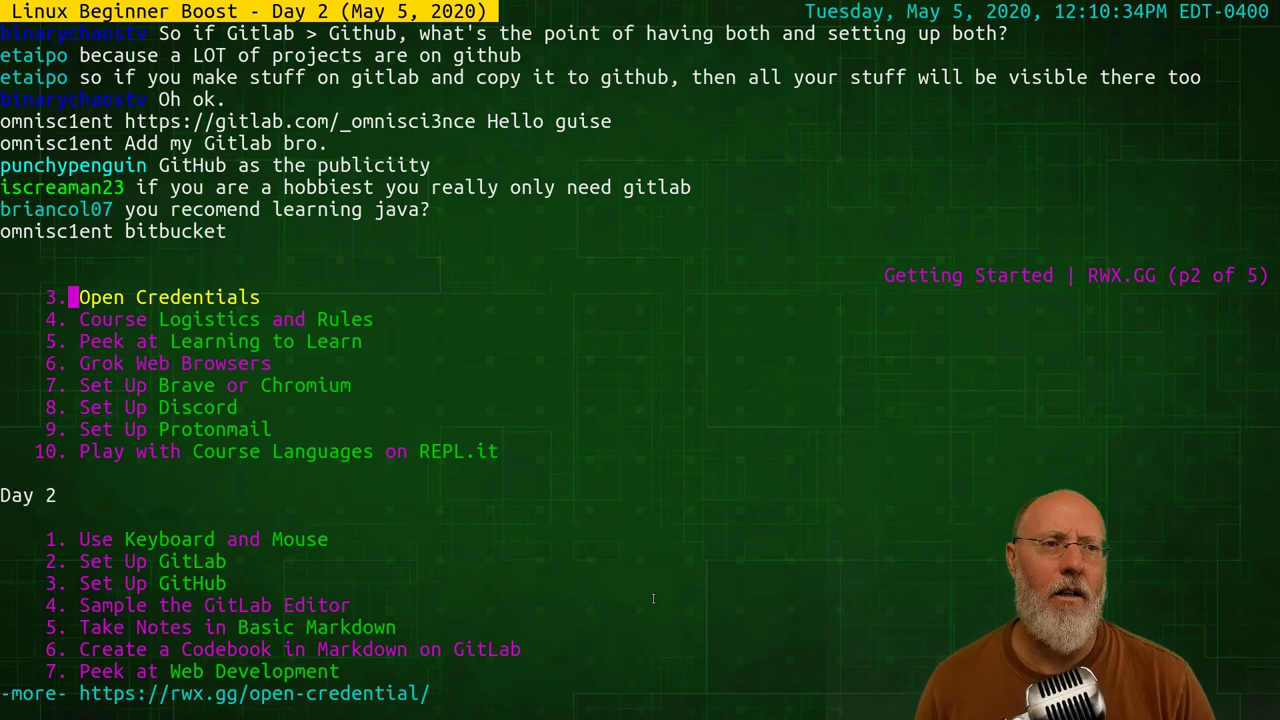 Linux Beginner Boost - Day 2 (May 5, 2020)
Tuesday, May 5, 2020, 12:10:34PM EDT-0400
binarychaostv So if Gitlab > Github, what's the point of having both and setting up both?
etaipo because a LOT of projects are on github
etaipo so if you make stuff on gitlab and copy it to github, then all your stuff will be visible there too
binarychaostv Oh ok.
omnisc1ent https://gitlab.com/_omnisci3nce Hello guise
omnisc1ent Add my Gitlab bro.
punchypenguin GitHub as the publiciity
iscreaman23 if you are a hobbiest you really only need gitlab
briancol07 you recomend learning java?
omnisc1ent bitbucket
Getting Started | RWX.GG (p2 of 5)
3. Open Credentials
4. Course Logistics and Rules
5. Peek at Learning to Learn
6. Grok Web Browsers
7. Set Up Brave or Chromium
8. Set Up Discord
9. Set Up Protonmail
10. Play with Course Languages on REPL.it
Day 2
1. Use Keyboard and Mouse
2. Set Up GitLab
3. Set Up GitHub
4. Sample the GitLab Editor
5. Take Notes in Basic Markdown
6. Create a Codebook in Markdown on GitLab
7. Peek at Web Development
-more- https://rwx.gg/open-credential/